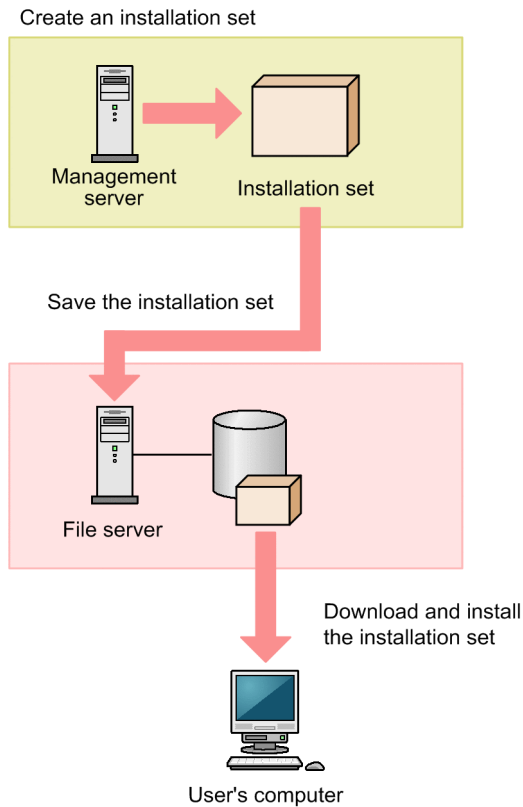 Create an installation set
Management
server
Installation set
Save the installation set
File server
Download and install
the installation set
User's computer